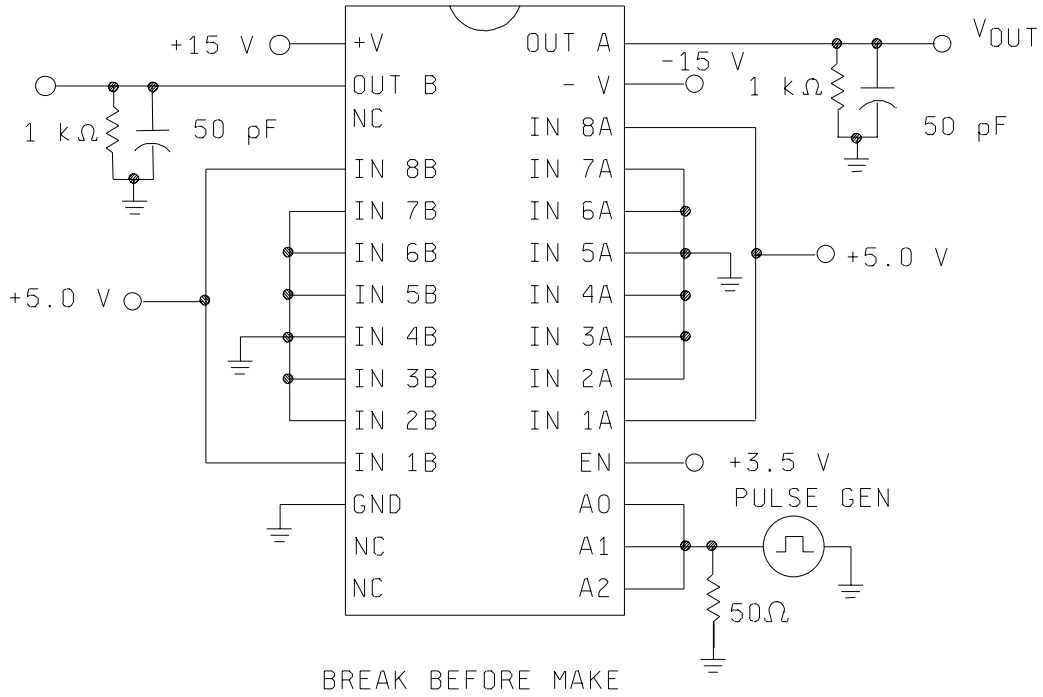 +15 V
+V
OUT A
V_OUT
-15 V
OUT B
- V
1 kΩ
50 pF
1 kΩ
50 pF
NC
IN 8A
IN 8B
IN 7A
IN 7B
IN 6A
IN 6B
IN 5A
+5.0 V
+5.0 V
IN 5B
IN 4A
IN 4B
IN 3A
IN 3B
IN 2A
IN 2B
IN 1A
IN 1B
EN
+3.5 V
PULSE GEN
GND
A0
NC
A1
NC
A2
50Ω
BREAK BEFORE MAKE